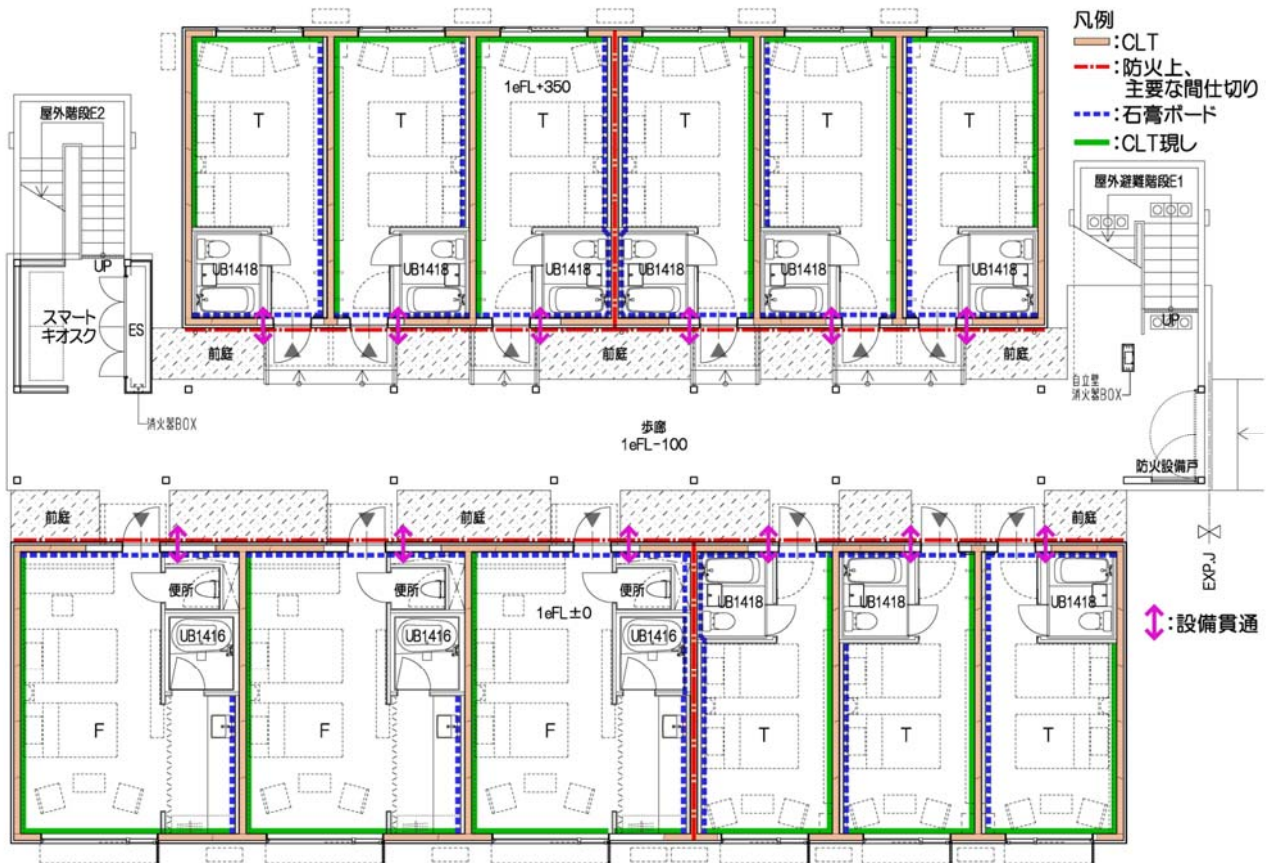 凡例
:CLT
:防火上、
主要な間仕切り
:石膏ボード
:CLT現し
屋外階段E2
UP
スマート
キオスク
ES
消火器BOX
1eFL+350
T
T
T
T
T
T
UB1418
UB1418
UB1418
UB1418
UB1418
UB1418
前庭
前庭
前庭
屋外避難階段E1
UP
自立壁
消火器BOX
歩廊
1eFL-100
防火設備戸
EXP.J
:設備貫通
前庭
前庭
前庭
便所
便所
便所
1eFL±0
UB1416
UB1416
UB1416
UB1418
UB1418
UB1418
F
F
F
T
T
T